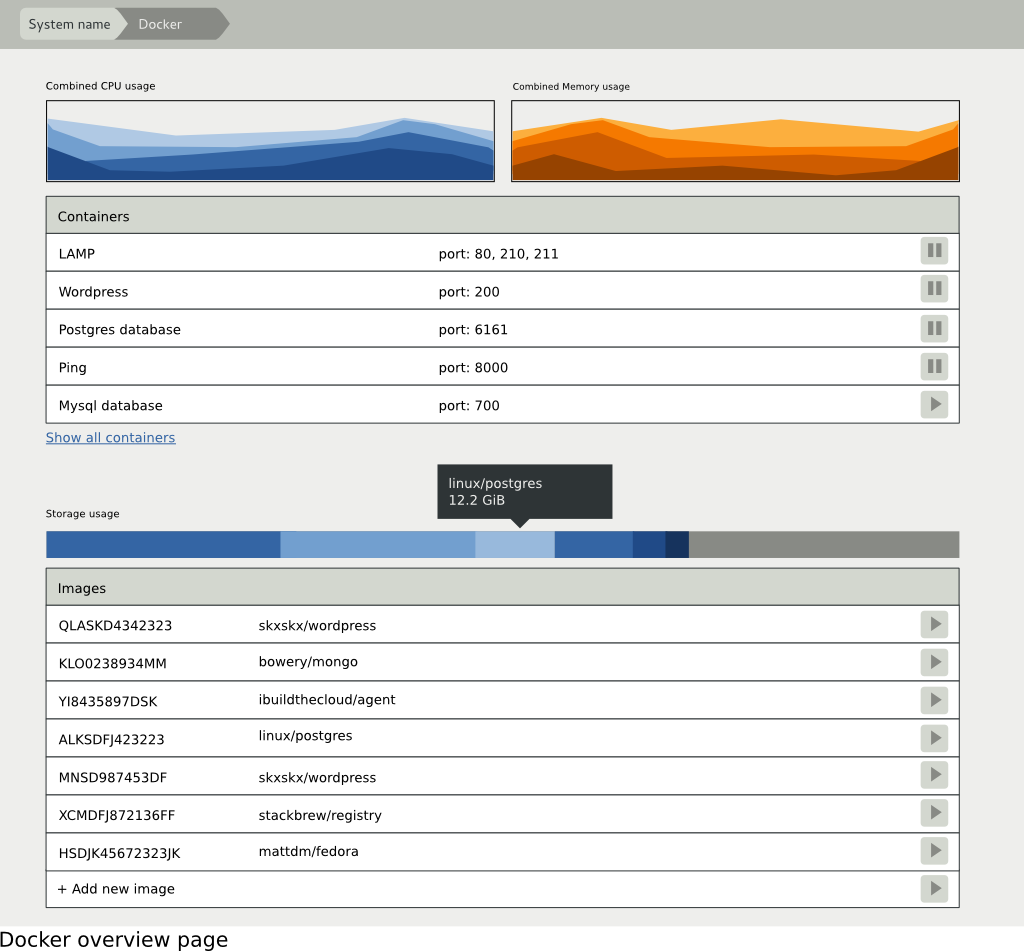 System name
Docker
Combined CPU usage
Combined Memory usage
Containers
LAMP
port: 80, 210, 211
Wordpress
port: 200
Postgres database
port: 6161
Ping
port: 8000
Mysql database
port: 700
Show all containers
linux/postgres
12.2 GiB
Storage usage
Images
QLASKD4342323
skxskx/wordpress
KLO0238934MM
bowery/mongo
YI8435897DSK
ibuildthecloud/agent
ALKSDFJ423223
linux/postgres
MNSD987453DF
skxskx/wordpress
XCMDFJ872136FF
stackbrew/registry
HSDJK45672323JK
mattdm/fedora
+ Add new image
Docker overview page